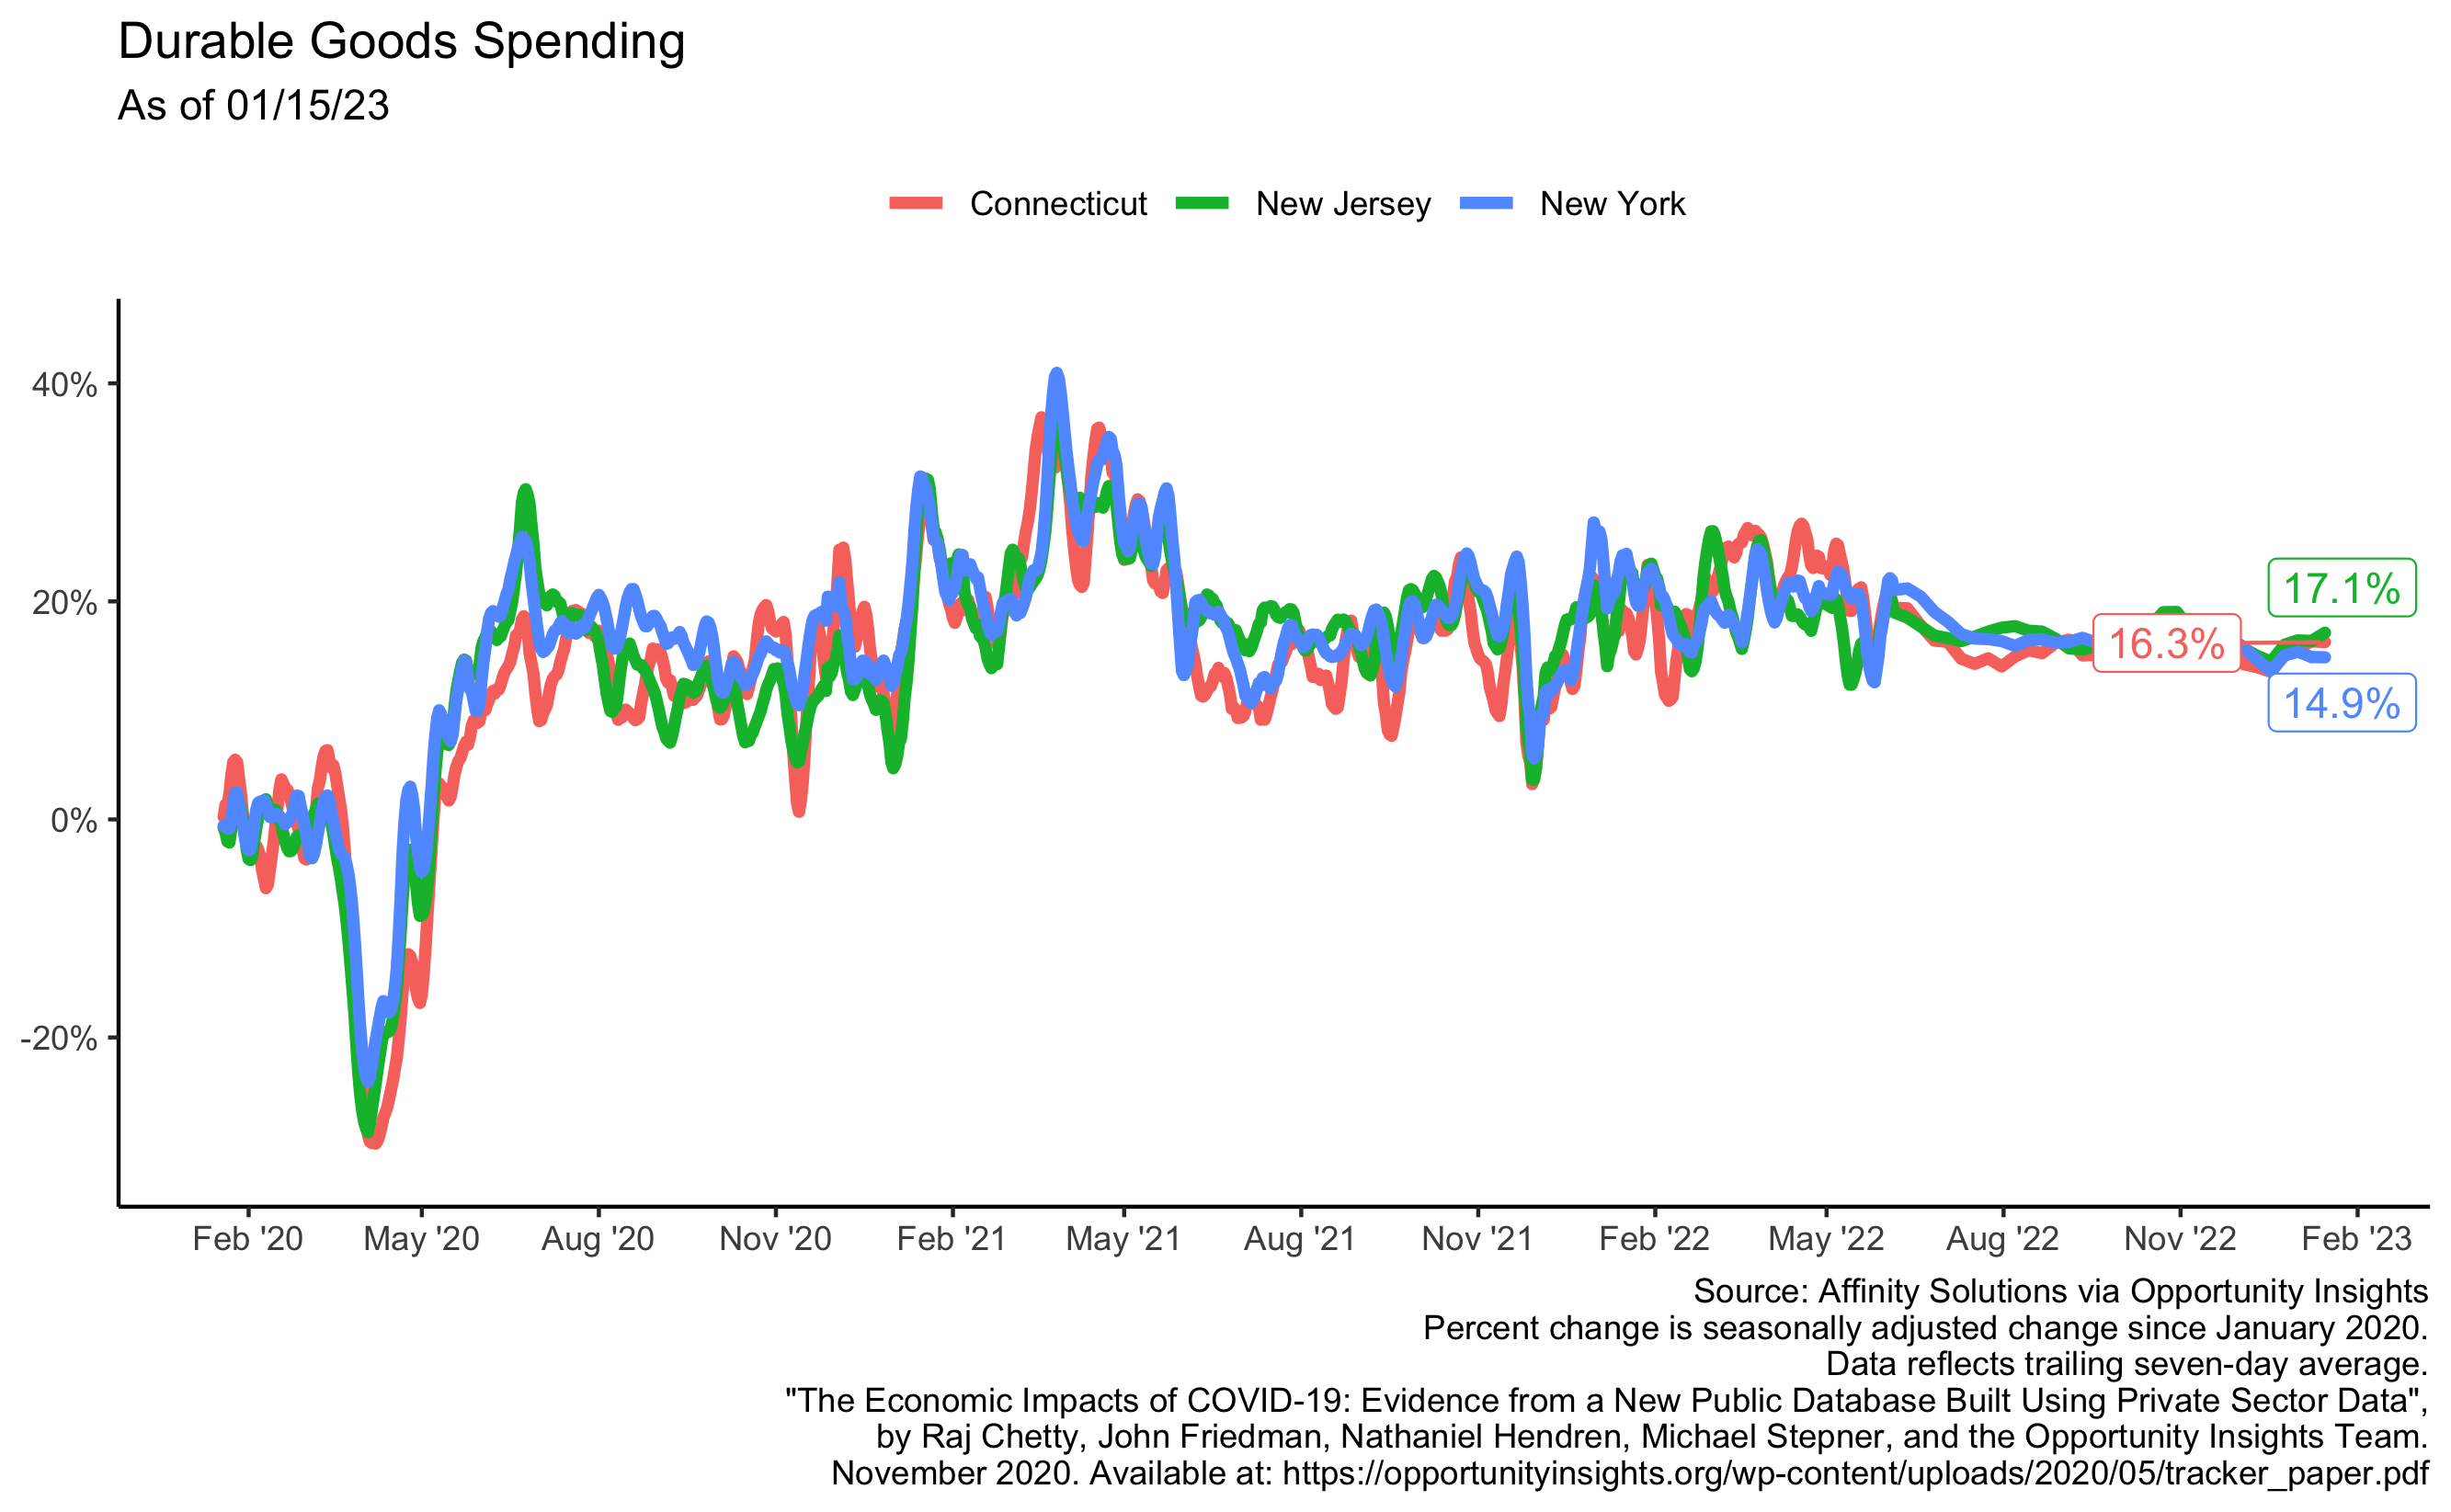 Durable Goods Spending
As of 01/15/23
Connecticut New Jersey New York
40%
20%
0%
-20%
17.1%
16.3%
14.9%
Feb '20 May '20 Aug '20 Nov '20 Feb '21 May '21 Aug '21 Nov '21 Feb '22 May '22 Aug '22 Nov '22 Feb '23
Source: Affinity Solutions via Opportunity Insights
Percent change is seasonally adjusted change since January 2020.
Data reflects trailing seven-day average.
"The Economic Impacts of COVID-19: Evidence from a New Public Database Built Using Private Sector Data",
by Raj Chetty, John Friedman, Nathaniel Hendren, Michael Stepner, and the Opportunity Insights Team.
November 2020. Available at: https://opportunityinsights.org/wp-content/uploads/2020/05/tracker_paper.pdf